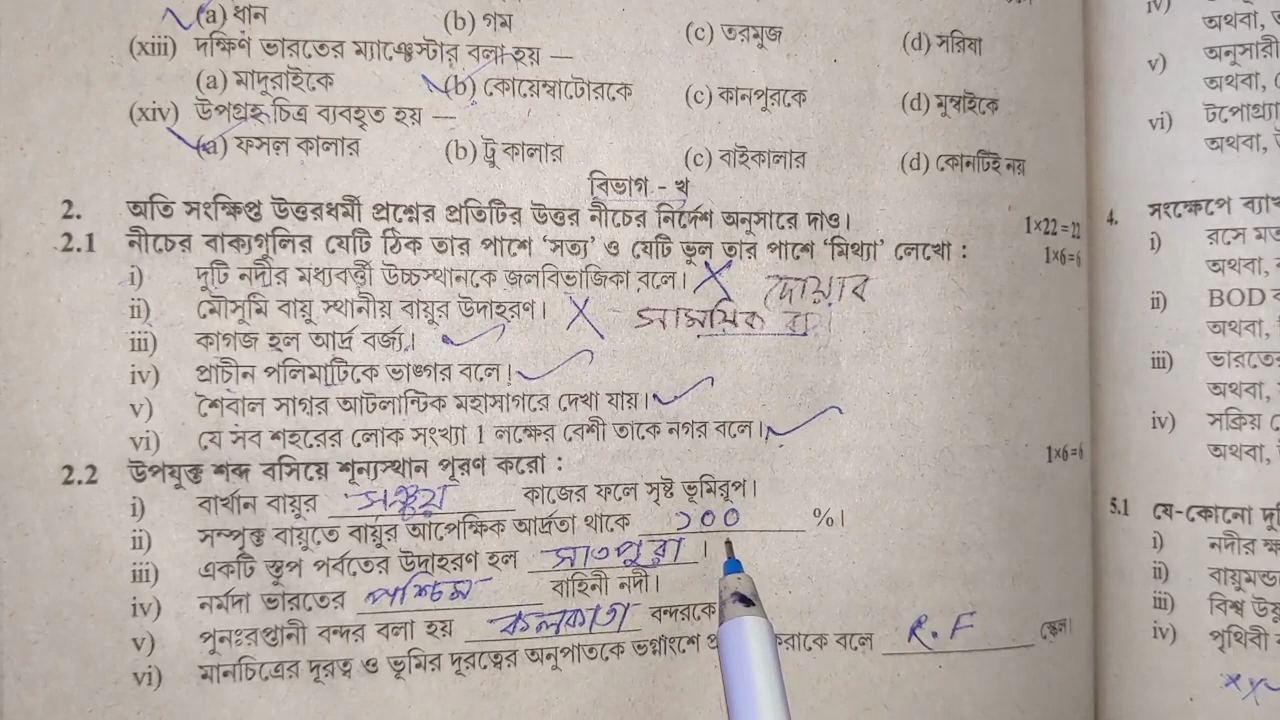 (a) ধান (b) গম (c) তরমুজ (d) সরিষা
(xiii) দক্ষিণ ভারতের ম্যাঞ্চেস্টার বলা হয় —
(a) মাদুরাইকে (b) কোয়েম্বাটোরকে (c) কানপুরকে (d) মুম্বাইকে
(xiv) উপগ্রহ চিত্র ব্যবহৃত হয় —
(a) ফসল কালার (b) ট্রু কালার (c) বাইকালার (d) কোনটিই নয়
বিভাগ - খ
2. অতি সংক্ষিপ্ত উত্তরধর্মী প্রশ্নের প্রতিটির উত্তর নীচের নির্দেশ অনুসারে দাও। 1×22=22
2.1 নীচের বাক্যগুলির যেটি ঠিক তার পাশে 'সত্য' ও যেটি ভুল তার পাশে 'মিথ্যা' লেখো : 1×6=6
i) দুটি নদীর মধ্যবর্ত্তী উচ্চস্থানকে জলবিভাজিকা বলে। X দোয়াব
ii) মৌসুমি বায়ু স্থানীয় বায়ুর উদাহরণ। X সাময়িক বা।
iii) কাগজ হল আর্দ্র বর্জ্য।
iv) প্রাচীন পলিমাটিকে ভাঙ্গর বলে।
v) শৈবাল সাগর আটলান্টিক মহাসাগরে দেখা যায়।
vi) যে সব শহরের লোক সংখ্যা 1 লক্ষের বেশী তাকে নগর বলে।
2.2 উপযুক্ত শব্দ বসিয়ে শূন্যস্থান পূরণ করো : 1×6=6
i) বার্খান বায়ুর সঞ্চয় কাজের ফলে সৃষ্ট ভূমিরূপ।
ii) সম্পৃক্ত বায়ুতে বায়ুর আপেক্ষিক আর্দ্রতা থাকে ১০০ %।
iii) একটি স্তুপ পর্বতের উদাহরণ হল সাতপুরা ।
iv) নর্মদা ভারতের পশ্চিম বাহিনী নদী।
v) পুনঃরপ্তানী বন্দর বলা হয় কলকাতা বন্দরকে
vi) মানচিত্রের দূরত্ব ও ভূমির দূরত্বের অনুপাতকে ভগ্নাংশে করাকে বলে R.F স্কেল।
iv)
অথবা,
v) অনুসারী
অথবা, (
vi) টপোগ্রা
অথবা,
4. সংক্ষেপে ব্যা
i) রসে মত
অথবা,
ii) BOD
অথবা,
iii) ভারতে
অথবা,
iv) সক্রিয়
অথবা,
5.1 যে-কোনো দু
i) নদীর ক্ষ
ii) বায়ুমন্ড
iii) বিশ্ব উষ্ণ
iv) পৃথিবী